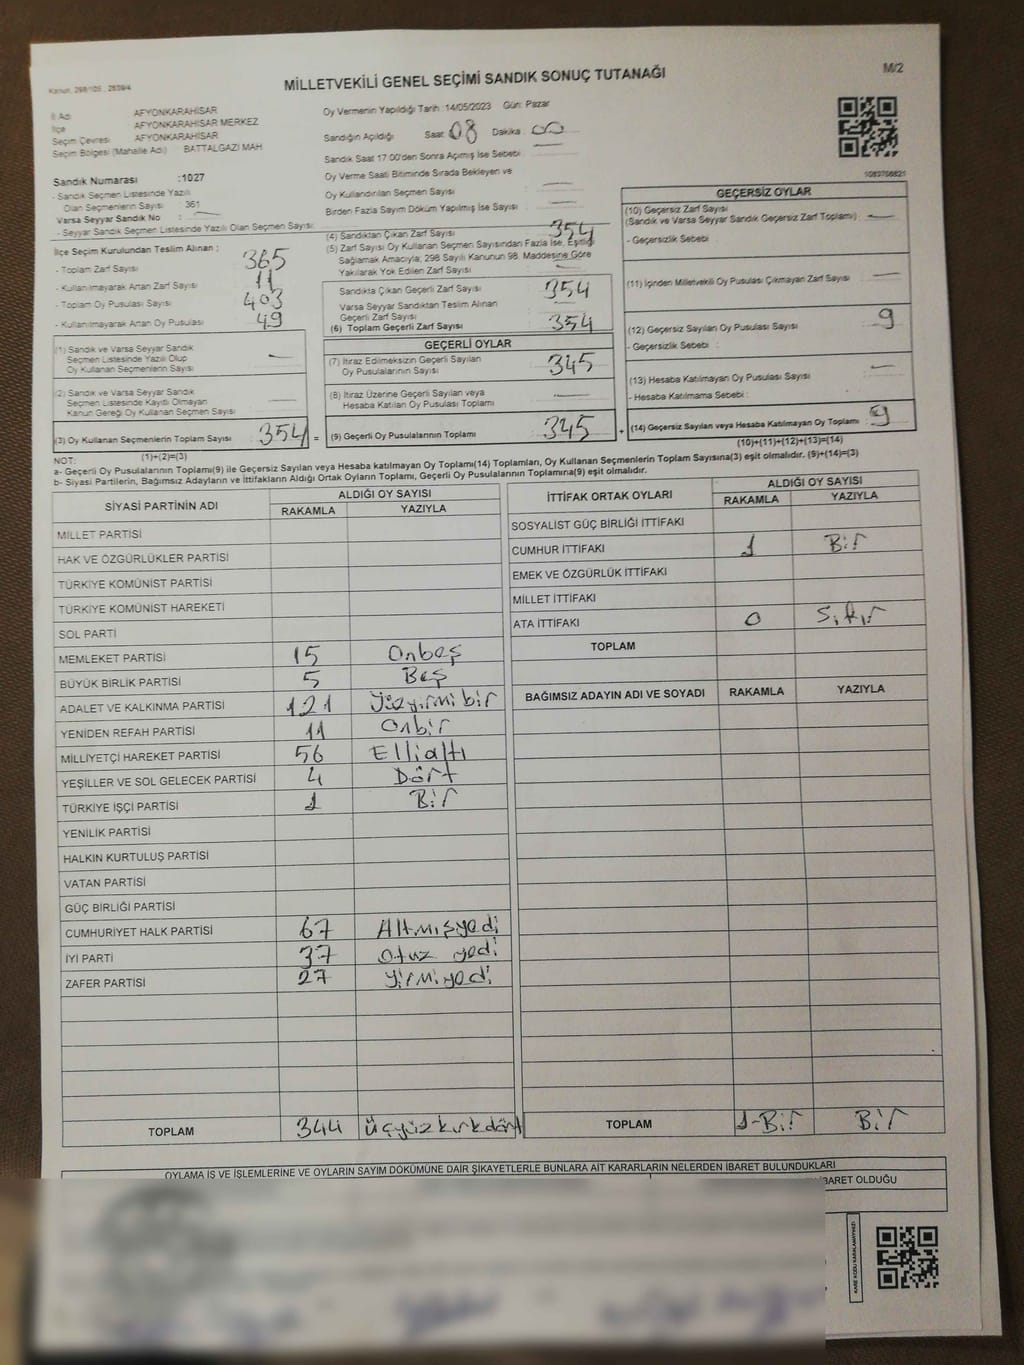 Kanun, 298/105 , 2839/4
MİLLETVEKİLİ GENEL SEÇİMİ SANDIK SONUÇ TUTANAĞI
M/2
İl Adı AFYONKARAHİSAR
İlçe AFYONKARAHİSAR MERKEZ
Seçim Çevresi AFYONKARAHİSAR
Seçim Bölgesi (Mahalle Adı) BATTALGAZİ MAH
Sandık Numarası :1027
- Sandık Seçmen Listesinde Yazılı
Olan Seçmenlerin Sayısı 361
Varsa Seyyar Sandık No :
- Seyyar Sandık Seçmen Listesinde Yazılı Olan Seçmen Sayısı:
Oy Vermenin Yapıldığı Tarih :14/05/2023 Gün: Pazar
Sandığın Açıldığı Saat: 08 Dakika: 00
Sandık Saat 17:00'den Sonra Açılmış İse Sebebi :
Oy Verme Saati Bitiminde Sırada Bekleyen ve
Oy Kullandırılan Seçmen Sayısı :
Birden Fazla Sayım Döküm Yapılmış İse Sayısı :
1083706621
İlçe Seçim Kurulundan Teslim Alınan :
- Toplam Zarf Sayısı 365
- Kullanılmayarak Artan Zarf Sayısı 11
- Toplam Oy Pusulası Sayısı 403
- Kullanılmayarak Artan Oy Pusulası 49
(1) Sandık ve Varsa Seyyar Sandık
Seçmen Listesinde Yazılı Olup
Oy Kullanan Seçmenlerin Sayısı
(2) Sandık ve Varsa Seyyar Sandık
Seçmen Listesinde Kayıtlı Olmayan
Kanun Gereği Oy Kullanan Seçmen Sayısı
(3) Oy Kullanan Seçmenlerin Toplam Sayısı 354 =
(1)+(2)=(3)
(4) Sandıktan Çıkan Zarf Sayısı 354
(5) Zarf Sayısı Oy Kullanan Seçmen Sayısından Fazla İse, Eşitliği
Sağlamak Amacıyla; 298 Sayılı Kanunun 98. Maddesine Göre
Yakılarak Yok Edilen Zarf Sayısı
Sandıkta Çıkan Geçerli Zarf Sayısı 354
Varsa Seyyar Sandıktan Teslim Alınan
Geçerli Zarf Sayısı
(6) Toplam Geçerli Zarf Sayısı 354
GEÇERLİ OYLAR
(7) İtiraz Edilmeksizin Geçerli Sayılan
Oy Pusulalarının Sayısı 345
(8) İtiraz Üzerine Geçerli Sayılan veya
Hesaba Katılan Oy Pusulası Toplamı
(9) Geçerli Oy Pusulalarının Toplamı 345 +
GEÇERSİZ OYLAR
(10) Geçersiz Zarf Sayısı
(Sandık ve Varsa Seyyar Sandık Geçersiz Zarf Toplamı) :
- Geçersizlik Sebebi :
(11) İçinden Milletvekili Oy Pusulası Çıkmayan Zarf Sayısı
(12) Geçersiz Sayılan Oy Pusulası Sayısı : 9
- Geçersizlik Sebebi :
(13) Hesaba Katılmayan Oy Pusulası Sayısı :
- Hesaba Katılmama Sebebi :
(14) Geçersiz Sayılan veya Hesaba Katılmayan Oy Toplamı 9
(10)+(11)+(12)+(13)=(14)
NOT:
a- Geçerli Oy Pusulalarının Toplamı(9) ile Geçersiz Sayılan veya Hesaba katılmayan Oy Toplamı(14) Toplamları, Oy Kullanan Seçmenlerin Toplam Sayısına(3) eşit olmalıdır. (9)+(14)=(3)
b- Siyasi Partilerin, Bağımsız Adayların ve İttifakların Aldığı Ortak Oyların Toplamı, Geçerli Oy Pusulalarının Toplamına(9) eşit olmalıdır.
SİYASİ PARTİNİN ADI ALDIĞI OY SAYISI
RAKAMLA YAZIYLA
MİLLET PARTİSİ
HAK VE ÖZGÜRLÜKLER PARTİSİ
TÜRKİYE KOMÜNİST PARTİSİ
TÜRKİYE KOMÜNİST HAREKETİ
SOL PARTİ
MEMLEKET PARTİSİ 15 Onbeş
BÜYÜK BİRLİK PARTİSİ 5 Beş
ADALET VE KALKINMA PARTİSİ 121 Yüzyirmi bir
YENİDEN REFAH PARTİSİ 11 Onbir
MİLLİYETÇİ HAREKET PARTİSİ 56 Ellialtı
YEŞİLLER VE SOL GELECEK PARTİSİ 4 Dört
TÜRKİYE İŞÇİ PARTİSİ 1 Bir
YENİLİK PARTİSİ
HALKIN KURTULUŞ PARTİSİ
VATAN PARTİSİ
GÜÇ BİRLİĞİ PARTİSİ
CUMHURİYET HALK PARTİSİ 67 Altmışyedi
İYİ PARTİ 37 Otuz yedi
ZAFER PARTİSİ 27 Yirmiyedi
TOPLAM 344 Üçyüzkırkdört
İTTİFAK ORTAK OYLARI ALDIĞI OY SAYISI
RAKAMLA YAZIYLA
SOSYALİST GÜÇ BİRLİĞİ İTTİFAKI
CUMHUR İTTİFAKI 1 Bir
EMEK VE ÖZGÜRLÜK İTTİFAKI
MİLLET İTTİFAKI
ATA İTTİFAKI 0 Sıfır
TOPLAM
BAĞIMSIZ ADAYIN ADI VE SOYADI RAKAMLA YAZIYLA
TOPLAM 1-Bir Bir
OYLAMA İŞ VE İŞLEMLERİNE VE OYLARIN SAYIM DÖKÜMÜNE DAİR ŞİKAYETLERLE BUNLARA AİT KARARLARIN NELERDEN İBARET BULUNDUKLARI
İBARET OLDUĞU